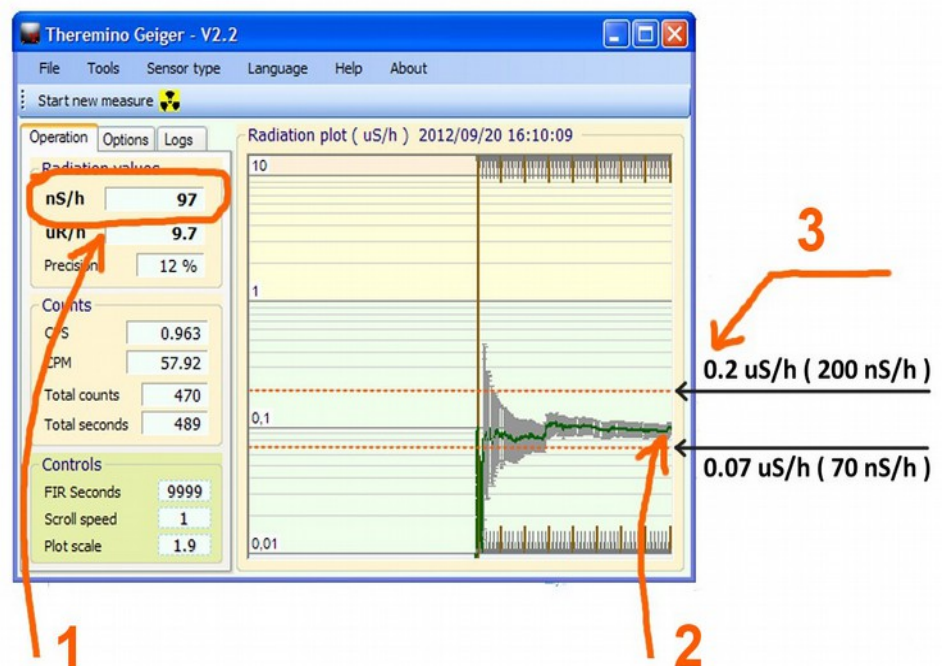 Theremino Geiger - V2.2
File Tools Sensor type Language Help About
Start new measure
Operation Options Logs
Radiation values
nS/h 97
uR/h 9.7
Precision 12 %
Counts
CPS 0.963
CPM 57.92
Total counts 470
Total seconds 489
Controls
FIR Seconds 9999
Scroll speed 1
Plot scale 1.9
Radiation plot ( uS/h ) 2012/09/20 16:10:09
10
1
0,1
0,01
3
0.2 uS/h ( 200 nS/h )
0.07 uS/h ( 70 nS/h )
1
2